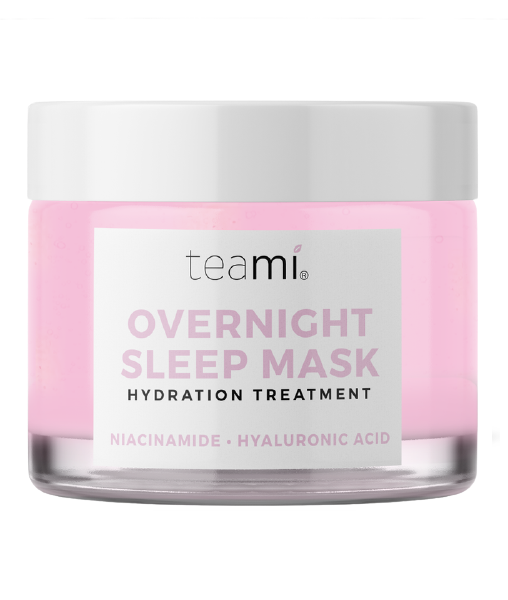 teami®
OVERNIGHT
SLEEP MASK
HYDRATION TREATMENT
NIACINAMIDE • HYALURONIC ACID